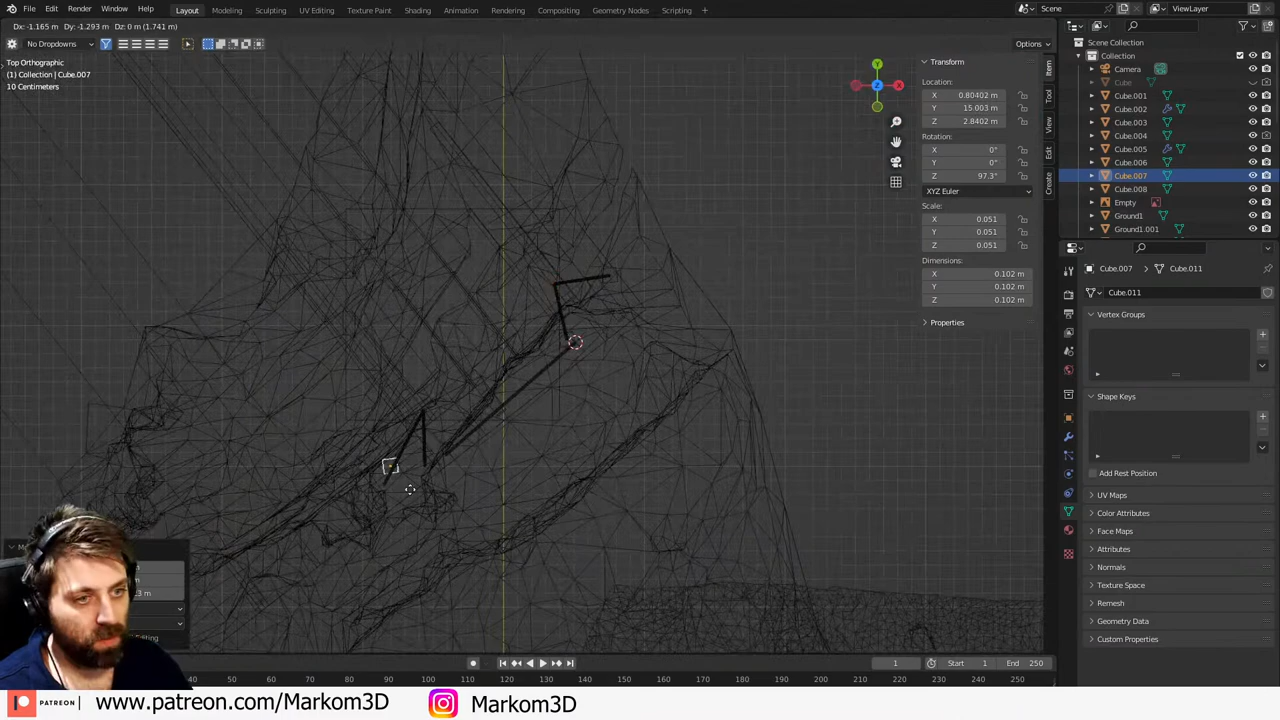 File Edit Render Window Help Layout Modeling Sculpting UV Editing Texture Paint Shading Animation Rendering Compositing Geometry Nodes Scripting Scene ViewLayer
Dx: -1.165 m Dy: -1.293 m Dz: 0 m (1.741 m)
No Dropdowns Options
Top Orthographic
(1) Collection | Cube.007
10 Centimeters
Transform
Location:
X 0.80402 m
Y 15.003 m
Z 2.8402 m
Rotation:
X 0°
Y 0°
Z 97.3°
XYZ Euler
Scale:
X 0.051
Y 0.051
Z 0.051
Dimensions:
X 0.102 m
Y 0.102 m
Z 0.102 m
Properties
Item
Tool
View
Edit
Create
Y
Z X
Scene Collection
Collection
Camera
Cube
Cube.001
Cube.002
Cube.003
Cube.004
Cube.005
Cube.006
Cube.007
Cube.008
Empty
Ground1
Ground1.001
Cube.007 Cube.011
Cube.011
Vertex Groups
Shape Keys
Add Rest Position
UV Maps
Color Attributes
Face Maps
Attributes
Normals
Texture Space
Remesh
Geometry Data
Custom Properties
1 Start 1 End 250
40 50 60 70 80 90 100 110 120 130 140 150 160 170 180 190 200 210 220 230 240 250
PATREON www.patreon.com/Markom3D Markom3D